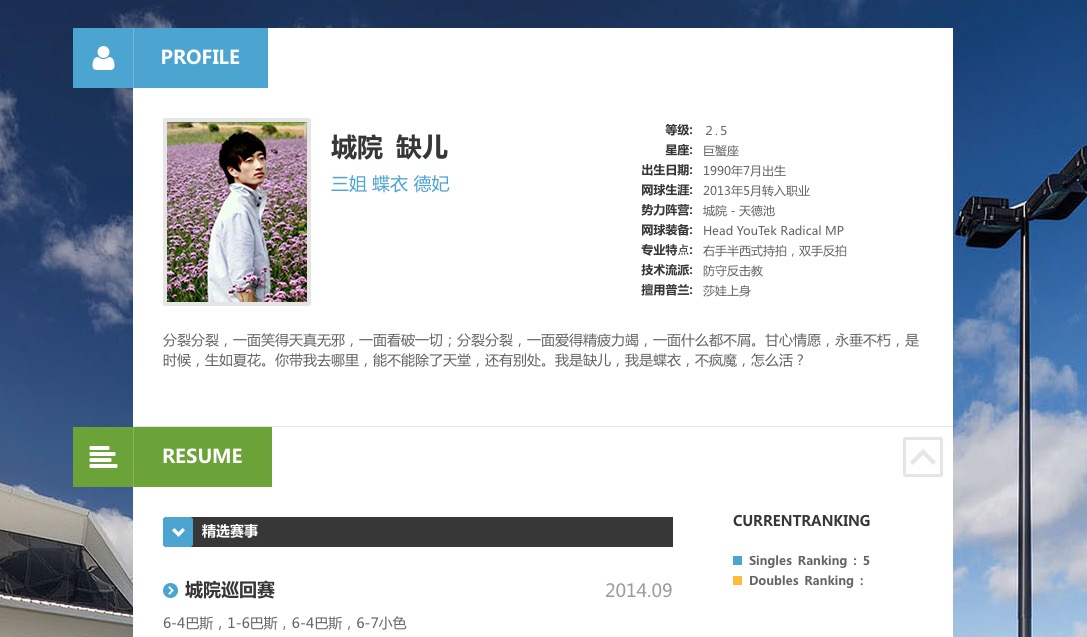 PROFILE
城院 缺儿
三姐 蝶衣 德妃
等级: 2.5
星座: 巨蟹座
出生日期: 1990年7月出生
网球生涯: 2013年5月转入职业
势力阵营: 城院 - 天德池
网球装备: Head YouTek Radical MP
专业特点: 右手半西式持拍，双手反拍
技术流派: 防守反击教
擅用普兰: 莎娃上身
分裂分裂，一面笑得天真无邪，一面看破一切；分裂分裂，一面爱得精疲力竭，一面什么都不屑。甘心情愿，永垂不朽，是
时候，生如夏花。你带我去哪里，能不能除了天堂，还有别处。我是缺儿，我是蝶衣，不疯魔，怎么活？
RESUME
精选赛事
城院巡回赛 2014.09
6-4巴斯，1-6巴斯，6-4巴斯，6-7小色
CURRENTRANKING
Singles Ranking : 5
Doubles Ranking :